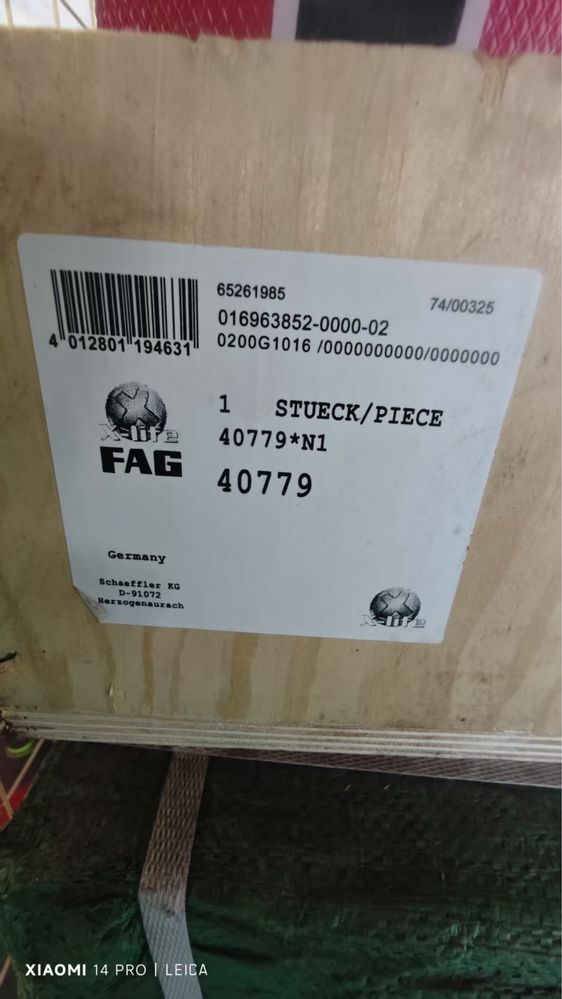 65261985
74/00325
016963852-0000-02
0200G1016 /0000000000/0000000
4 012801 194631
1 STUECK/PIECE
40779*N1
40779
X-life
FAG
Germany
Schaeffler KG
D-91072
Herzogenaurach
X-life
XIAOMI 14 PRO | LEICA